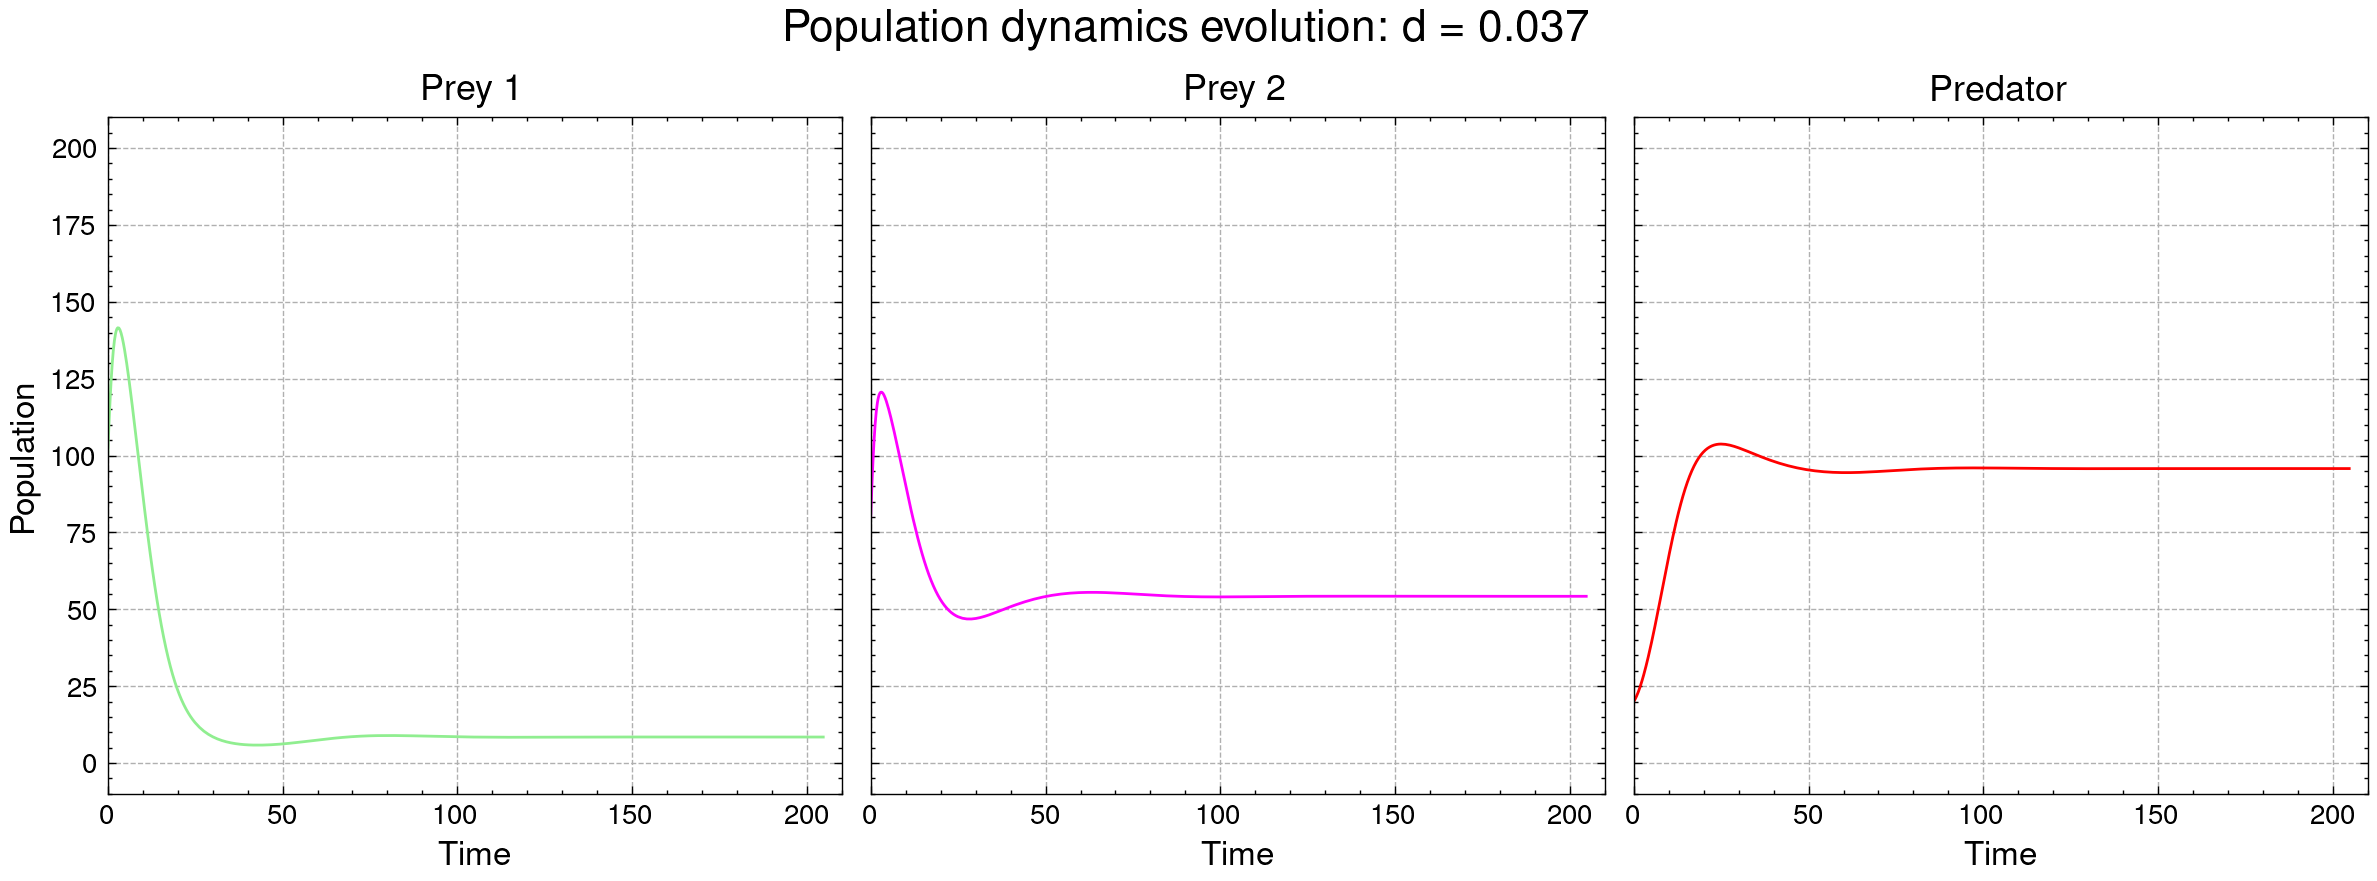 Population dynamics evolution: d = 0.037
Prey 1
Prey 2
Predator
200
175
150
125
100
75
50
25
0
Population
0 50 100 150 200
0 50 100 150 200
0 50 100 150 200
Time
Time
Time